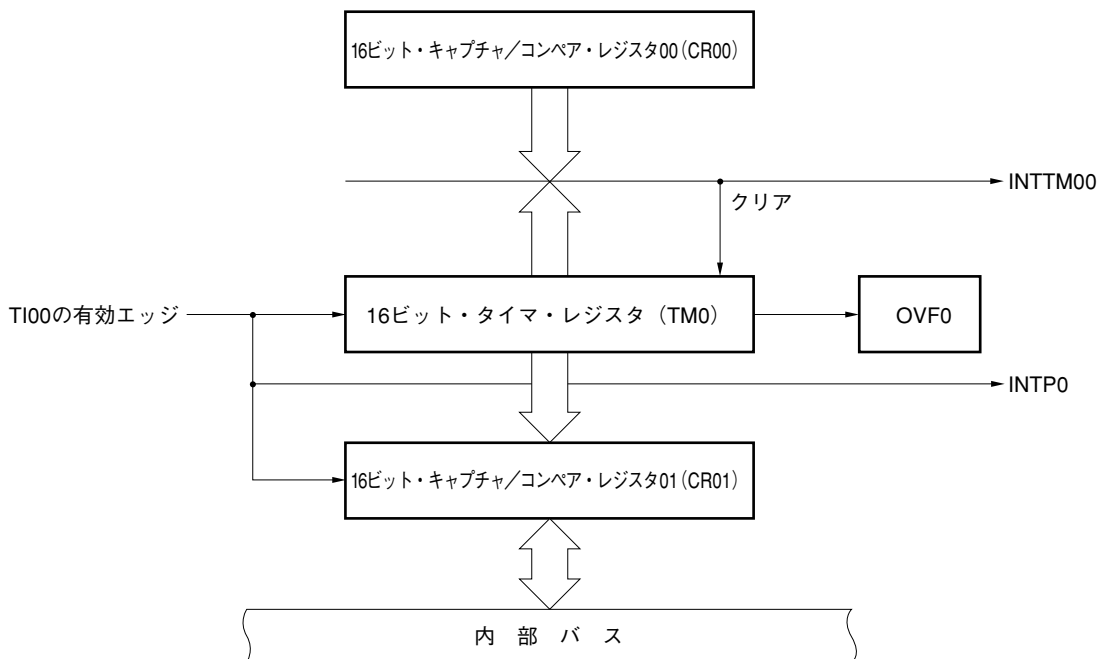 16ビット・キャプチャ／コンペア・レジスタ00(CR00)
INTTM00
クリア
TI00の有効エッジ
16ビット・タイマ・レジスタ（TM0）
OVF0
INTP0
16ビット・キャプチャ／コンペア・レジスタ01(CR01)
内 部 バ ス